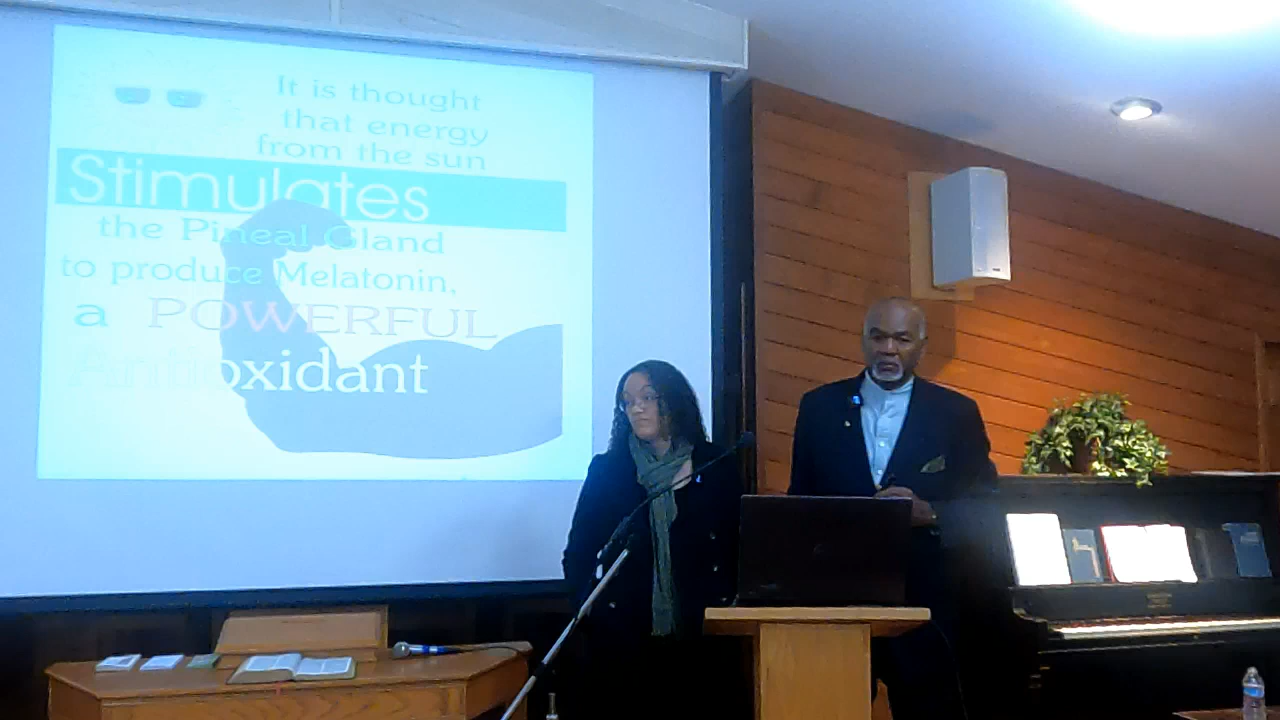 It is thought
that energy
from the sun
Stimulates
the Pineal Gland
to produce Melatonin,
a POWERFUL
Antioxidant